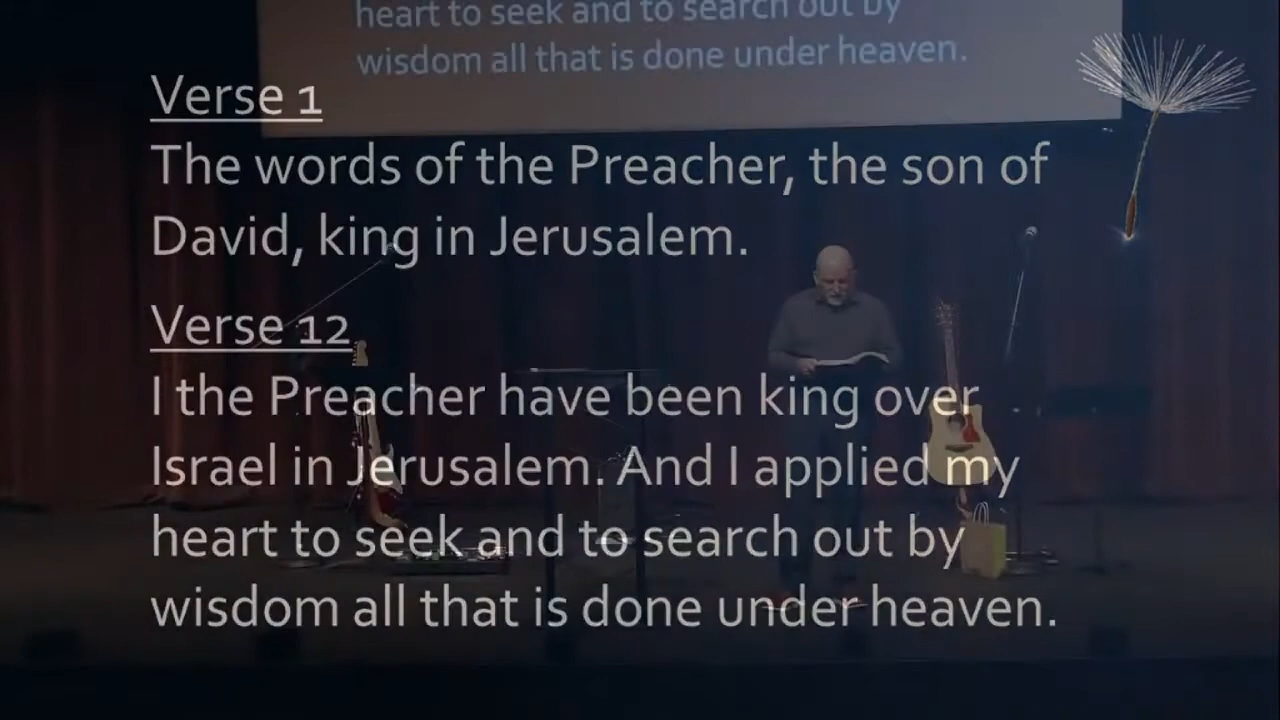 heart to seek and to search out by
wisdom all that is done under heaven.
Verse 1
The words of the Preacher, the son of
David, king in Jerusalem.
Verse 12
I the Preacher have been king over
Israel in Jerusalem. And I applied my
heart to seek and to search out by
wisdom all that is done under heaven.